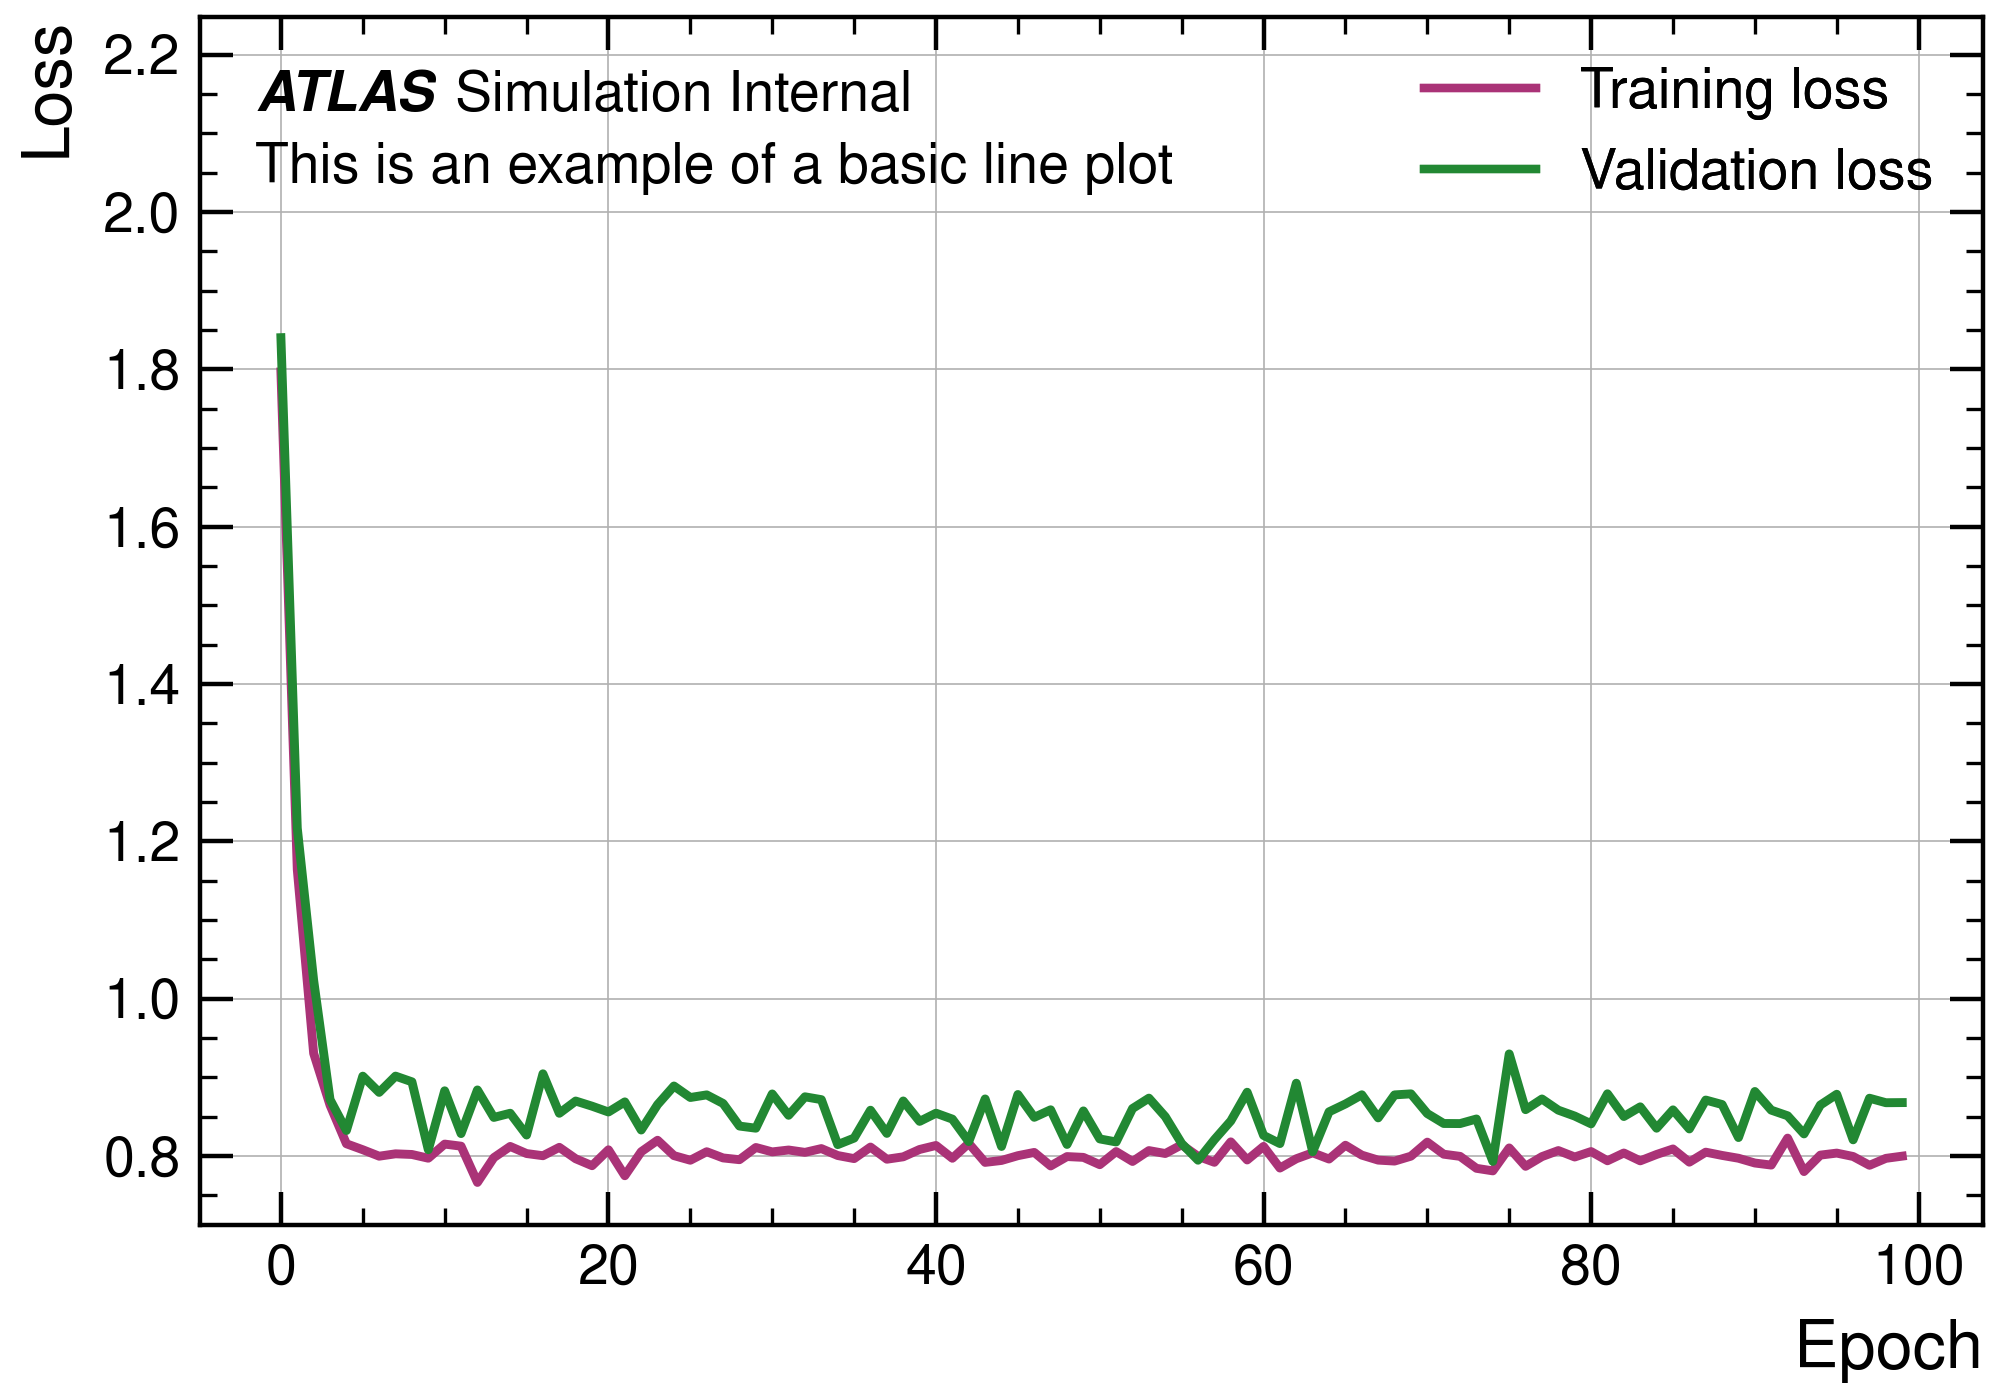 Loss
2.2
2.0
1.8
1.6
1.4
1.2
1.0
0.8
ATLAS Simulation Internal
This is an example of a basic line plot
Training loss
Validation loss
0 20 40 60 80 100
Epoch